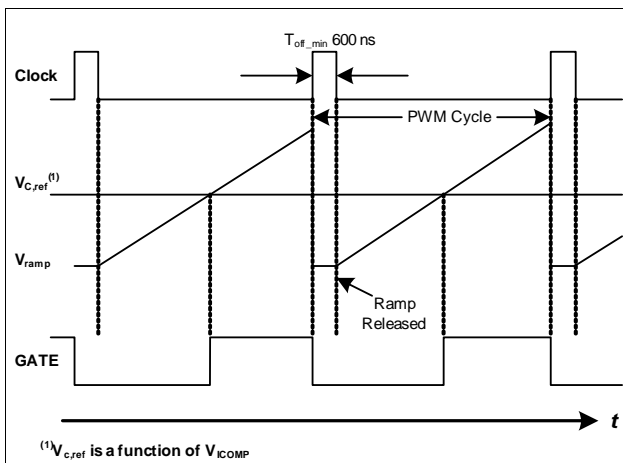 T_off_min 600 ns
Clock
PWM Cycle
V_C,ref^(1)
V_ramp
Ramp
Released
GATE
t
^(1)V_c,ref is a function of V_ICOMP